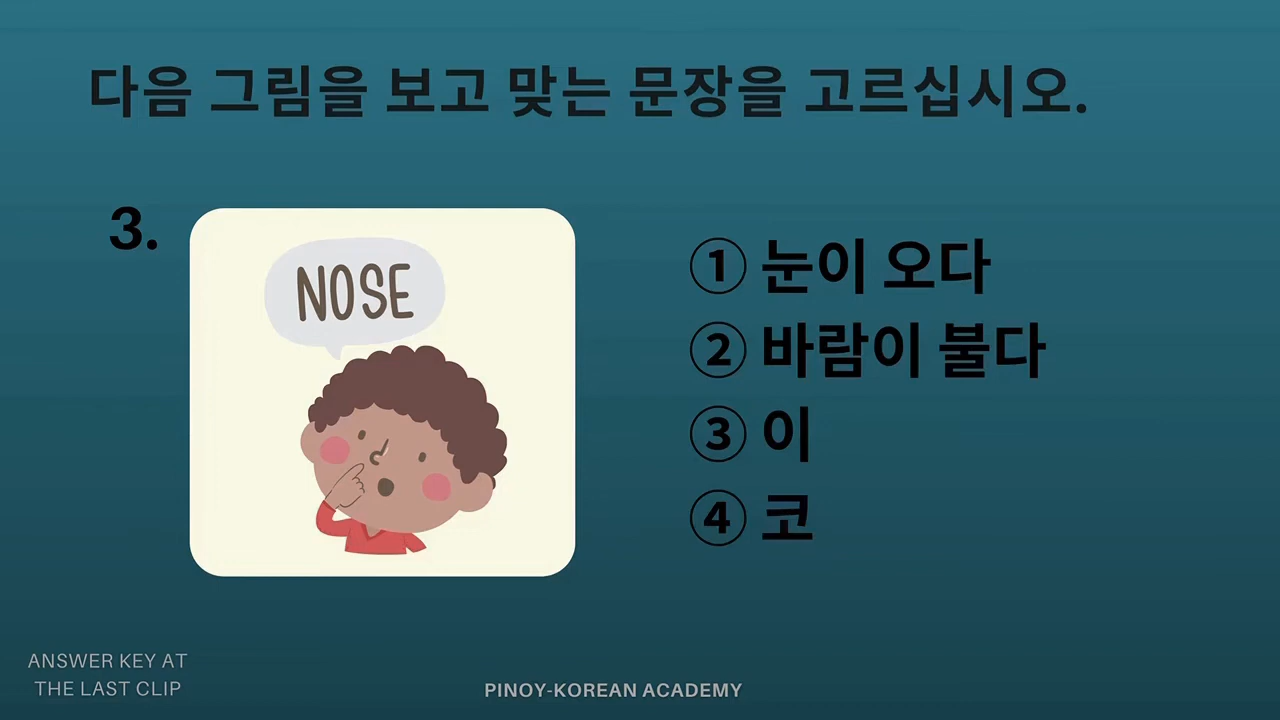 다음 그림을 보고 맞는 문장을 고르십시오.
3.
NOSE
① 눈이 오다
② 바람이 불다
③ 이
④ 코
ANSWER KEY AT
THE LAST CLIP
PINOY-KOREAN ACADEMY